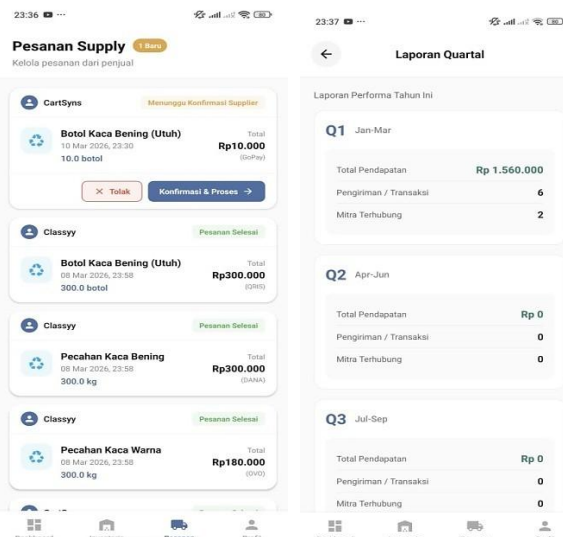 23:36
80
Pesanan Supply
1 Baru
Kelola pesanan dari penjual
CartSyns
Menunggu Konfirmasi Supplier
Botol Kaca Bening (Utuh)
10 Mar 2026, 23:30
10.0 botol
Total
Rp10.000
(GoPay)
Tolak
Konfirmasi & Proses →
Classyy
Pesanan Selesai
Botol Kaca Bening (Utuh)
08 Mar 2026, 23:58
300.0 botol
Total
Rp300.000
(QRIS)
Classyy
Pesanan Selesai
Pecahan Kaca Bening
08 Mar 2026, 23:58
300.0 kg
Total
Rp300.000
(DANA)
Classyy
Pesanan Selesai
Pecahan Kaca Warna
08 Mar 2026, 23:58
300.0 kg
Total
Rp180.000
(OVO)
23:37
80
Laporan Quartal
Laporan Performa Tahun Ini
Q1 Jan-Mar
Total Pendapatan Rp 1.560.000
Pengiriman / Transaksi 6
Mitra Terhubung 2
Q2 Apr-Jun
Total Pendapatan Rp 0
Pengiriman / Transaksi 0
Mitra Terhubung 0
Q3 Jul-Sep
Total Pendapatan Rp 0
Pengiriman / Transaksi 0
Mitra Terhubung 0